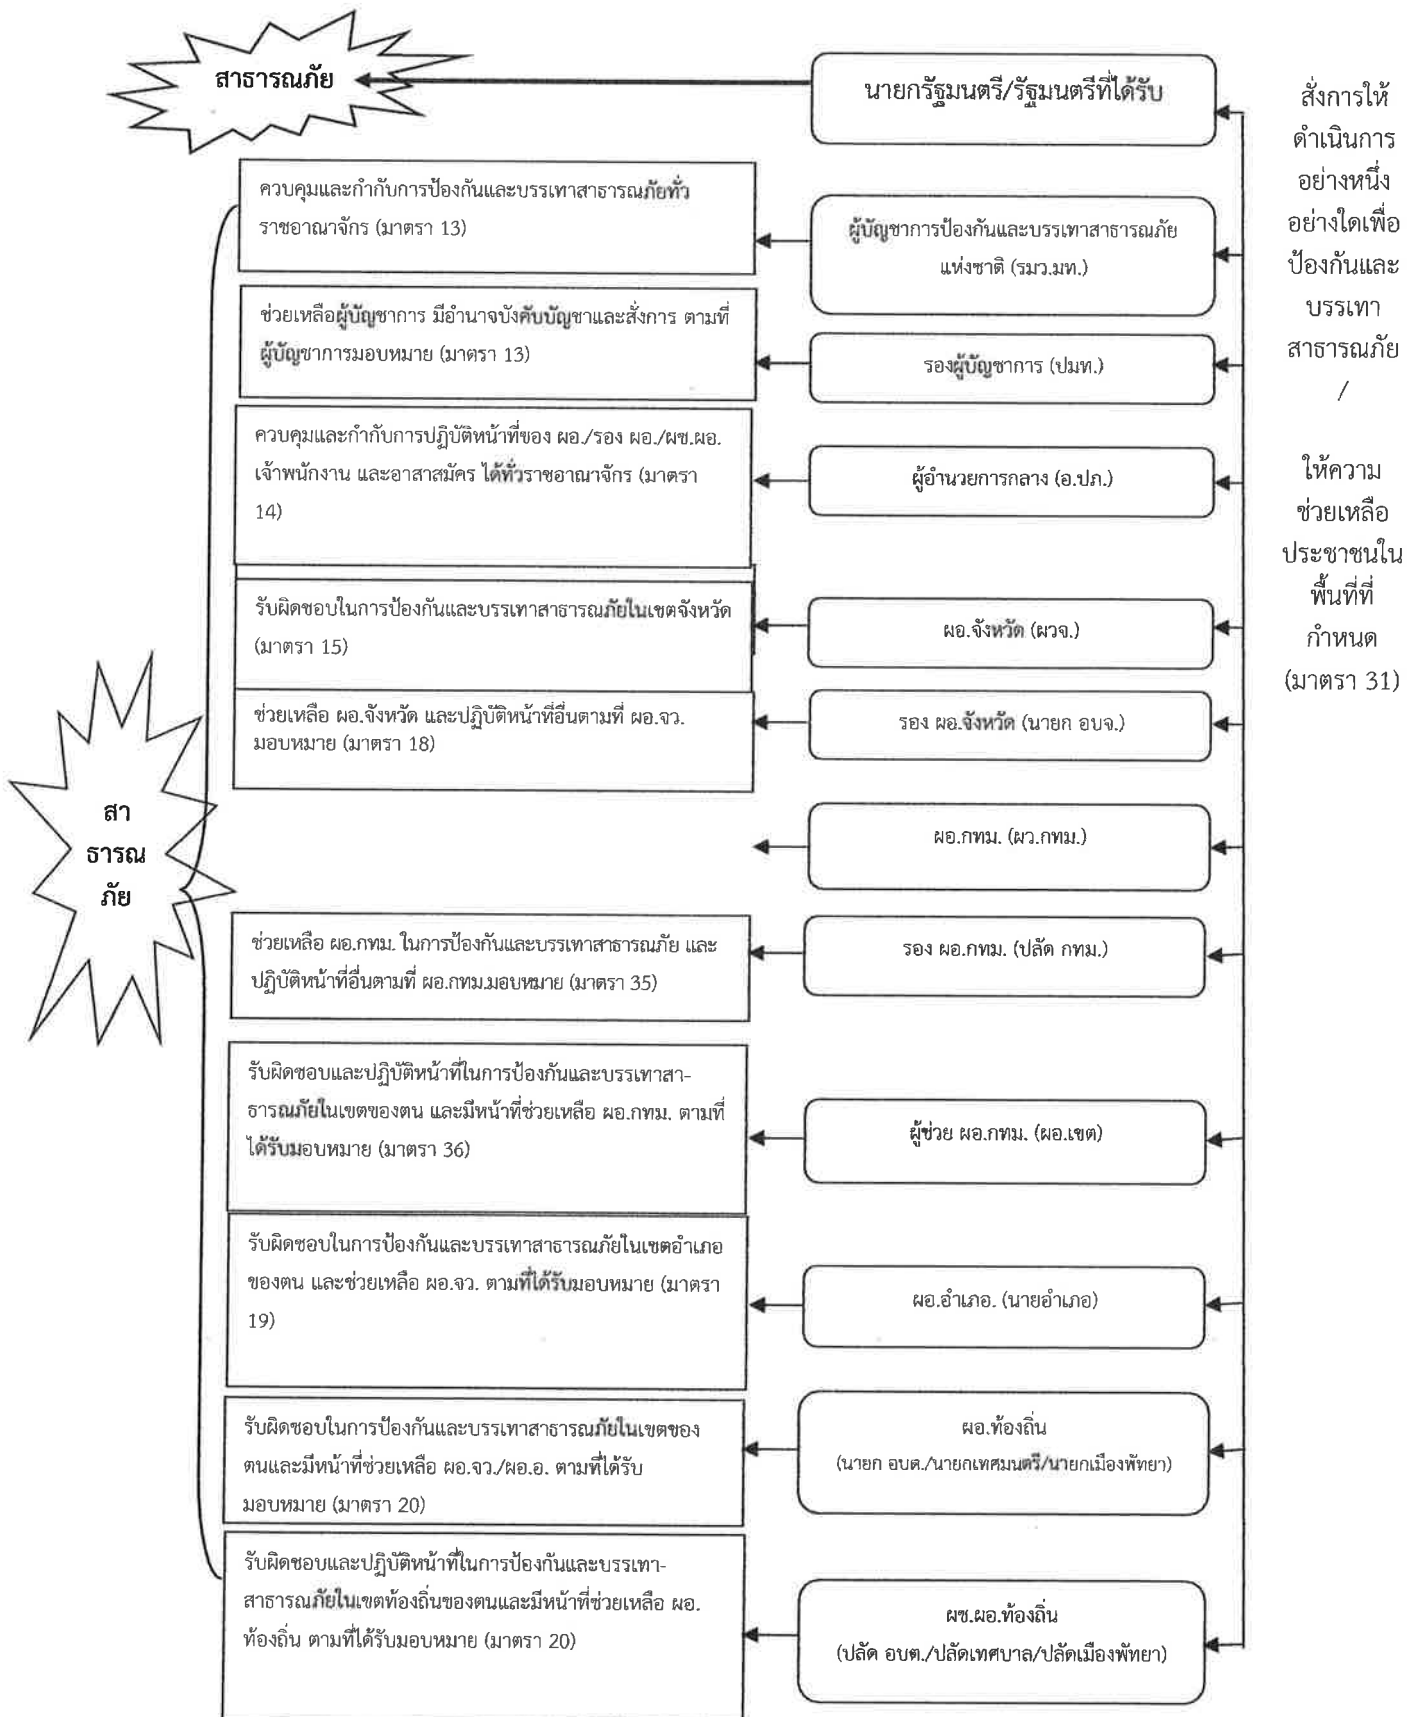 สาธารณภัย
นายกรัฐมนตรี/รัฐมนตรีที่ได้รับ
สั่งการให้
ดำเนินการ
อย่างหนึ่ง
อย่างใดเพื่อ
ป้องกันและ
บรรเทา
สาธารณภัย
/
ให้ความ
ช่วยเหลือ
ประชาชนใน
พื้นที่ที่
กำหนด
(มาตรา 31)
ควบคุมและกำกับการป้องกันและบรรเทาสาธารณภัยทั่ว
ราชอาณาจักร (มาตรา 13)
ผู้บัญชาการป้องกันและบรรเทาสาธารณภัย
แห่งชาติ (รมว.มท.)
ช่วยเหลือผู้บัญชาการ มีอำนาจบังคับบัญชาและสั่งการ ตามที่
ผู้บัญชาการมอบหมาย (มาตรา 13)
รองผู้บัญชาการ (ปมท.)
ควบคุมและกำกับการปฏิบัติหน้าที่ของ ผอ./รอง ผอ./ผช.ผอ.
เจ้าพนักงาน และอาสาสมัคร ได้ทั่วราชอาณาจักร (มาตรา
14)
ผู้อำนวยการกลาง (อ.ปภ.)
รับผิดชอบในการป้องกันและบรรเทาสาธารณภัยในเขตจังหวัด
(มาตรา 15)
ผอ.จังหวัด (ผวจ.)
ช่วยเหลือ ผอ.จังหวัด และปฏิบัติหน้าที่อื่นตามที่ ผอ.จว.
มอบหมาย (มาตรา 18)
รอง ผอ.จังหวัด (นายก อบจ.)
สา
ธารณ
ภัย
ผอ.กทม. (ผว.กทม.)
ช่วยเหลือ ผอ.กทม. ในการป้องกันและบรรเทาสาธารณภัย และ
ปฏิบัติหน้าที่อื่นตามที่ ผอ.กทม.มอบหมาย (มาตรา 35)
รอง ผอ.กทม. (ปลัด กทม.)
รับผิดชอบและปฏิบัติหน้าที่ในการป้องกันและบรรเทาสา-
ธารณภัยในเขตของตน และมีหน้าที่ช่วยเหลือ ผอ.กทม. ตามที่
ได้รับมอบหมาย (มาตรา 36)
ผู้ช่วย ผอ.กทม. (ผอ.เขต)
รับผิดชอบในการป้องกันและบรรเทาสาธารณภัยในเขตอำเภอ
ของตน และช่วยเหลือ ผอ.จว. ตามที่ได้รับมอบหมาย (มาตรา
19)
ผอ.อำเภอ. (นายอำเภอ)
รับผิดชอบในการป้องกันและบรรเทาสาธารณภัยในเขตของ
ตนและมีหน้าที่ช่วยเหลือ ผอ.จว./ผอ.อ. ตามที่ได้รับ
มอบหมาย (มาตรา 20)
ผอ.ท้องถิ่น
(นายก อบต./นายกเทศมนตรี/นายกเมืองพัทยา)
รับผิดชอบและปฏิบัติหน้าที่ในการป้องกันและบรรเทา-
สาธารณภัยในเขตท้องถิ่นของตนและมีหน้าที่ช่วยเหลือ ผอ.
ท้องถิ่น ตามที่ได้รับมอบหมาย (มาตรา 20)
ผช.ผอ.ท้องถิ่น
(ปลัด อบต./ปลัดเทศบาล/ปลัดเมืองพัทยา)